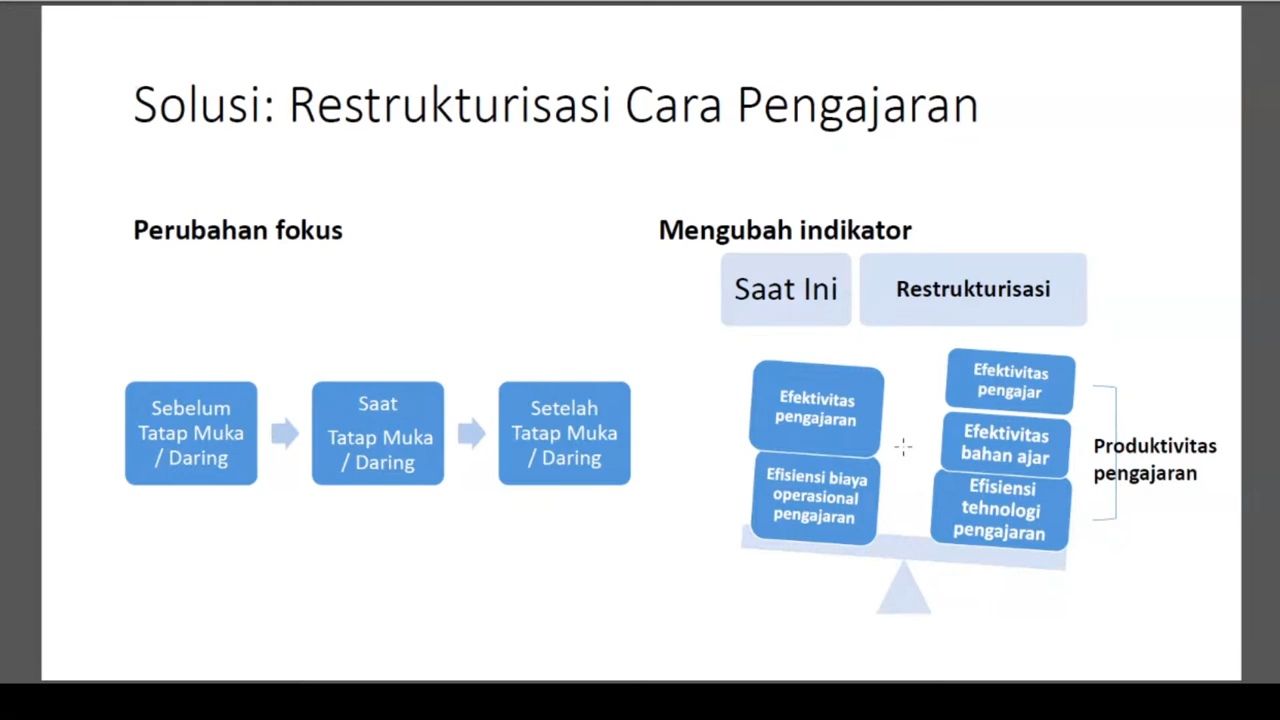 Solusi: Restrukturisasi Cara Pengajaran
Perubahan fokus
Sebelum
Tatap Muka
/ Daring
Saat
Tatap Muka
/ Daring
Setelah
Tatap Muka
/ Daring
Mengubah indikator
Saat Ini
Restrukturisasi
Efektivitas
pengajaran
Efisiensi biaya
operasional
pengajaran
Efektivitas
pengajar
Efektivitas
bahan ajar
Efisiensi
tehnologi
pengajaran
Produktivitas
pengajaran